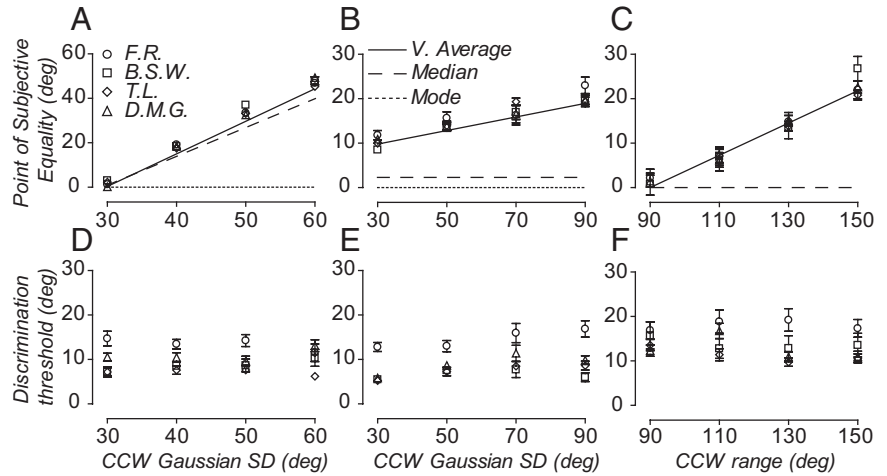 A
B
C
Point of Subjective
Equality (deg)
60
40
20
0
30 40 50 60
F.R.
B.S.W.
T.L.
D.M.G.
30
20
10
0
30 50 70 90
V. Average
Median
Mode
30
20
10
0
90 110 130 150
D
E
F
Discrimination
threshold (deg)
30
20
10
0
30 40 50 60
CCW Gaussian SD (deg)
30
20
10
0
30 50 70 90
CCW Gaussian SD (deg)
30
20
10
0
90 110 130 150
CCW range (deg)